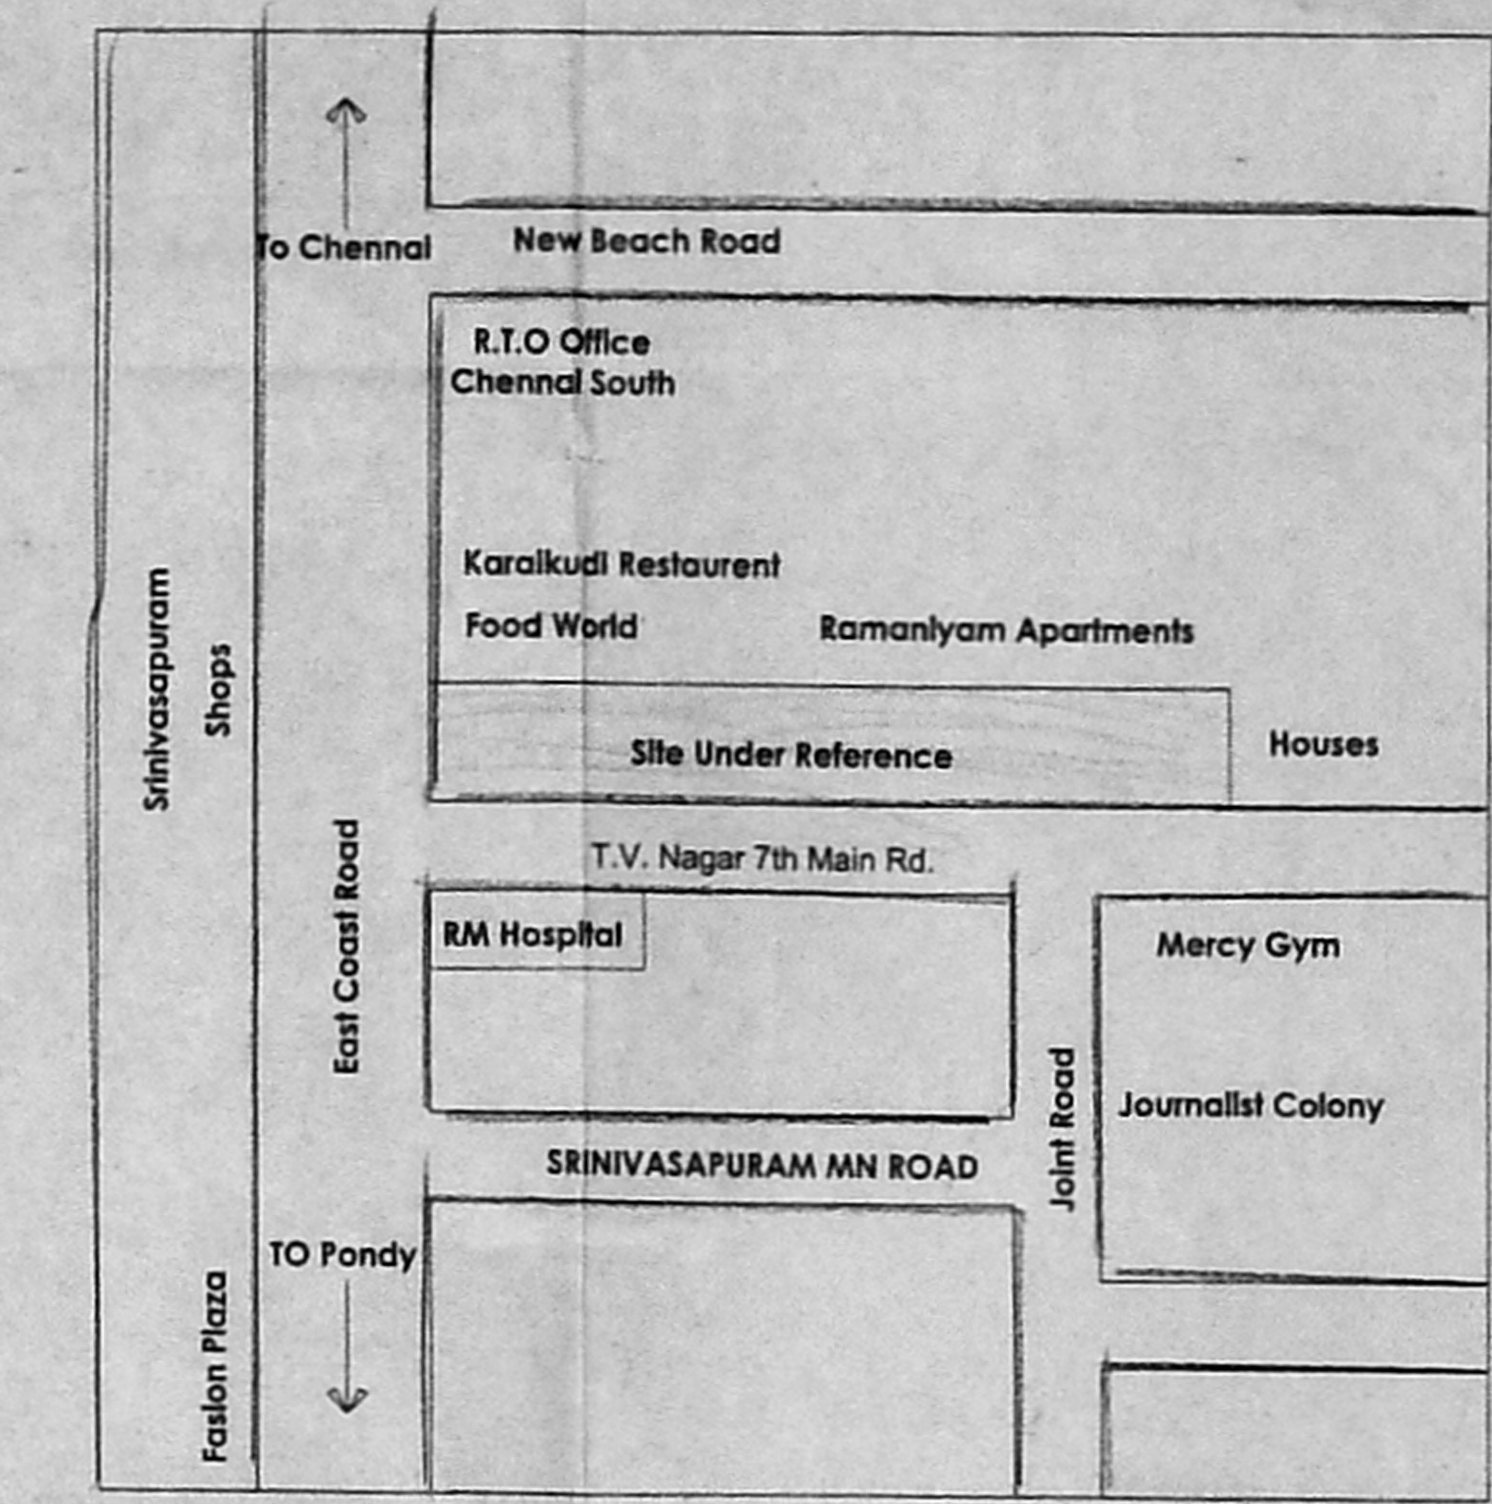 To Chennai
New Beach Road
R.T.O Office
Chennai South
Karaikudi Restaurent
Food World
Ramaniyam Apartments
Srinivasapuram
Shops
Site Under Reference
Houses
T.V. Nagar 7th Main Rd.
East Coast Road
RM Hospital
Mercy Gym
Journalist Colony
Joint Road
SRINIVASAPURAM MN ROAD
TO Pondy
Fasion Plaza